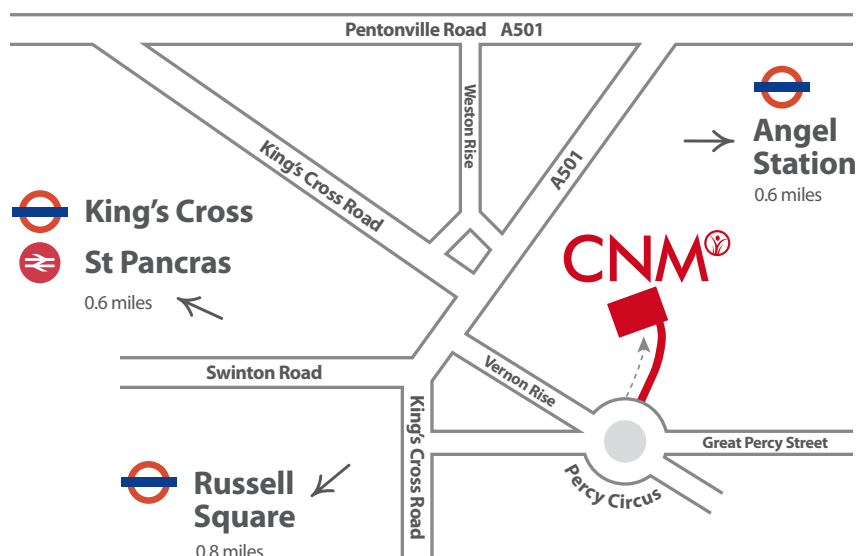 Pentonville Road A501
Weston Rise
King's Cross Road
A501
Angel
Station
0.6 miles
King's Cross
St Pancras
0.6 miles
CNM
Swinton Road
Vernon Rise
King's Cross Road
Great Percy Street
Percy Circus
Russell
Square
0.8 miles